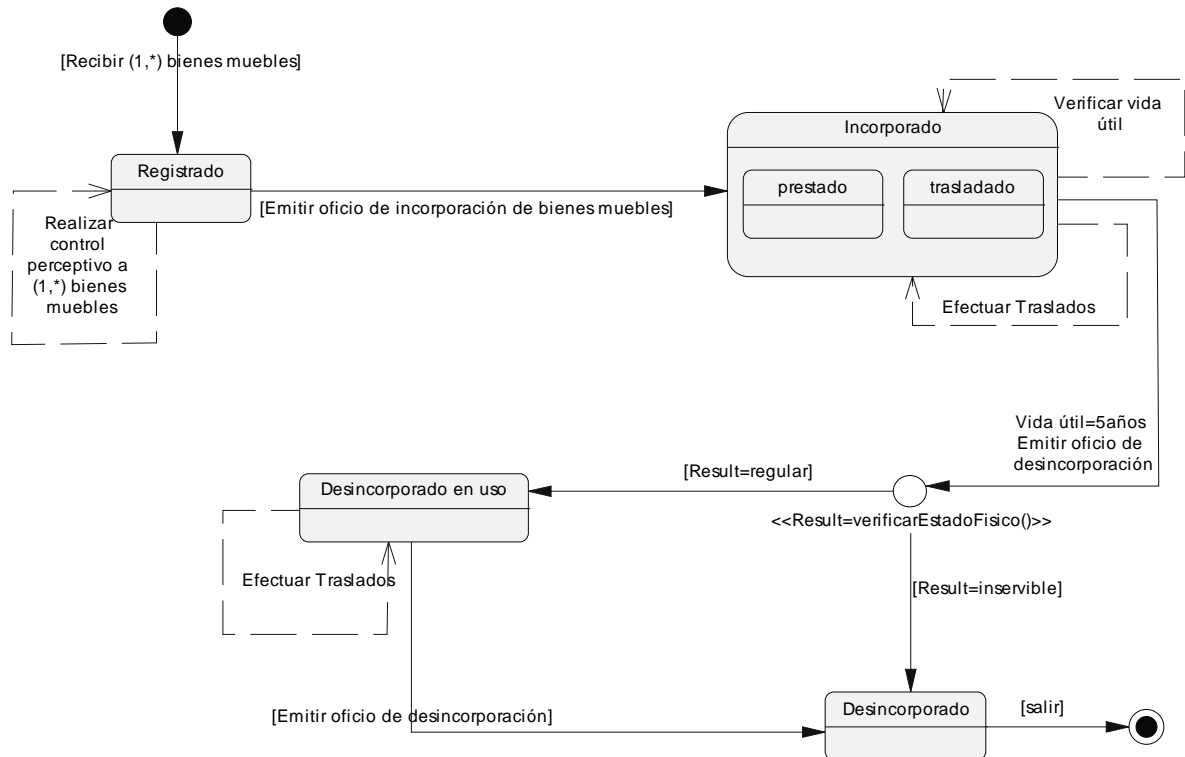 [Recibir (1,*) bienes muebles]
Registrado
Realizar
control
perceptivo a
(1,*) bienes
muebles
[Emitir oficio de incorporación de bienes muebles]
Incorporado
prestado
trasladado
Verificar vida
útil
Efectuar Traslados
Vida útil=5años
Emitir oficio de
desincorporación
[Result=regular]
<<Result=verificarEstadoFisico()>>
Desincorporado en uso
Efectuar Traslados
[Result=inservible]
[Emitir oficio de desincorporación]
Desincorporado
[salir]